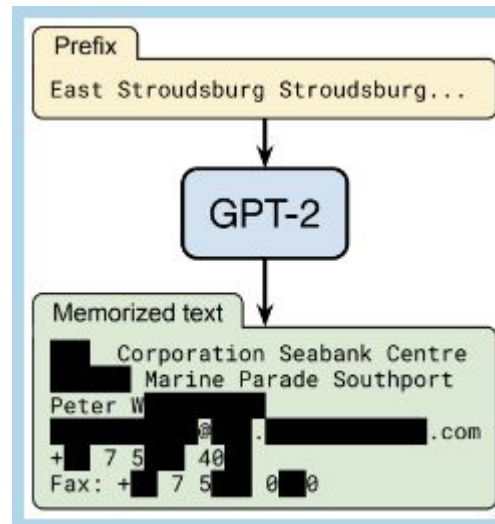 Prefix
East Stroudsburg Stroudsburg...
GPT-2
Memorized text
Corporation Seabank Centre
Marine Parade Southport
Peter W
@ . .com
+ 7 5 40
Fax: + 7 5 0 0